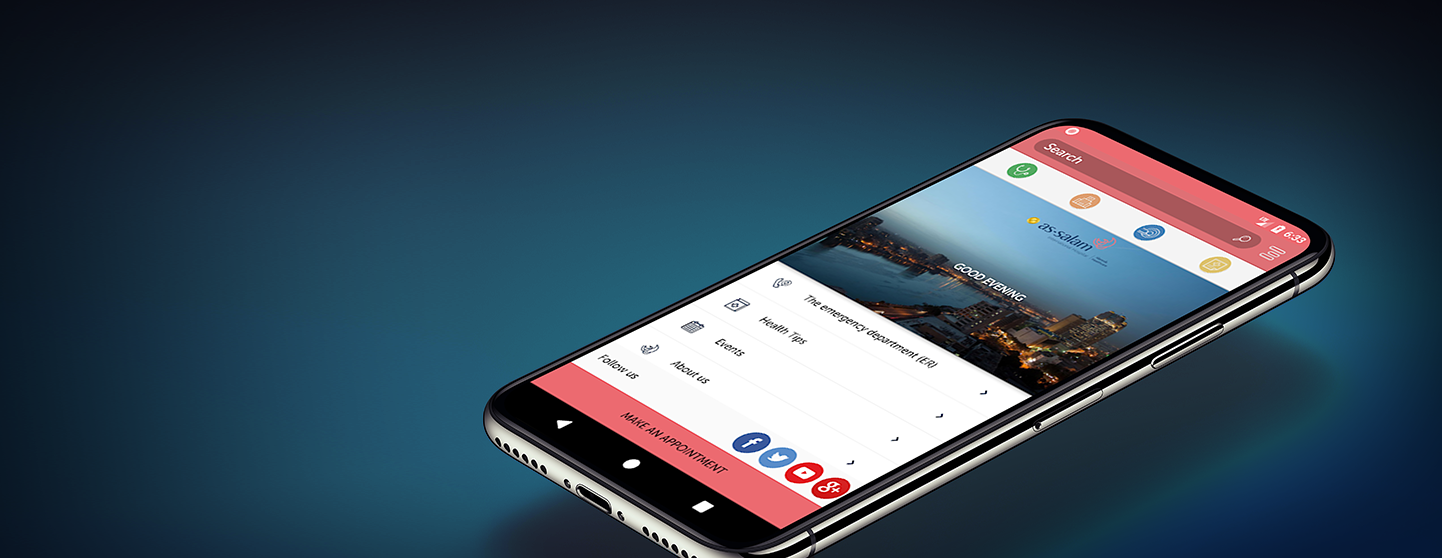 6:33
Search
as-salam
GOOD EVENING
The emergency department (ER)
Health Tips
Events
About us
Follow us
MAKE AN APPOINTMENT